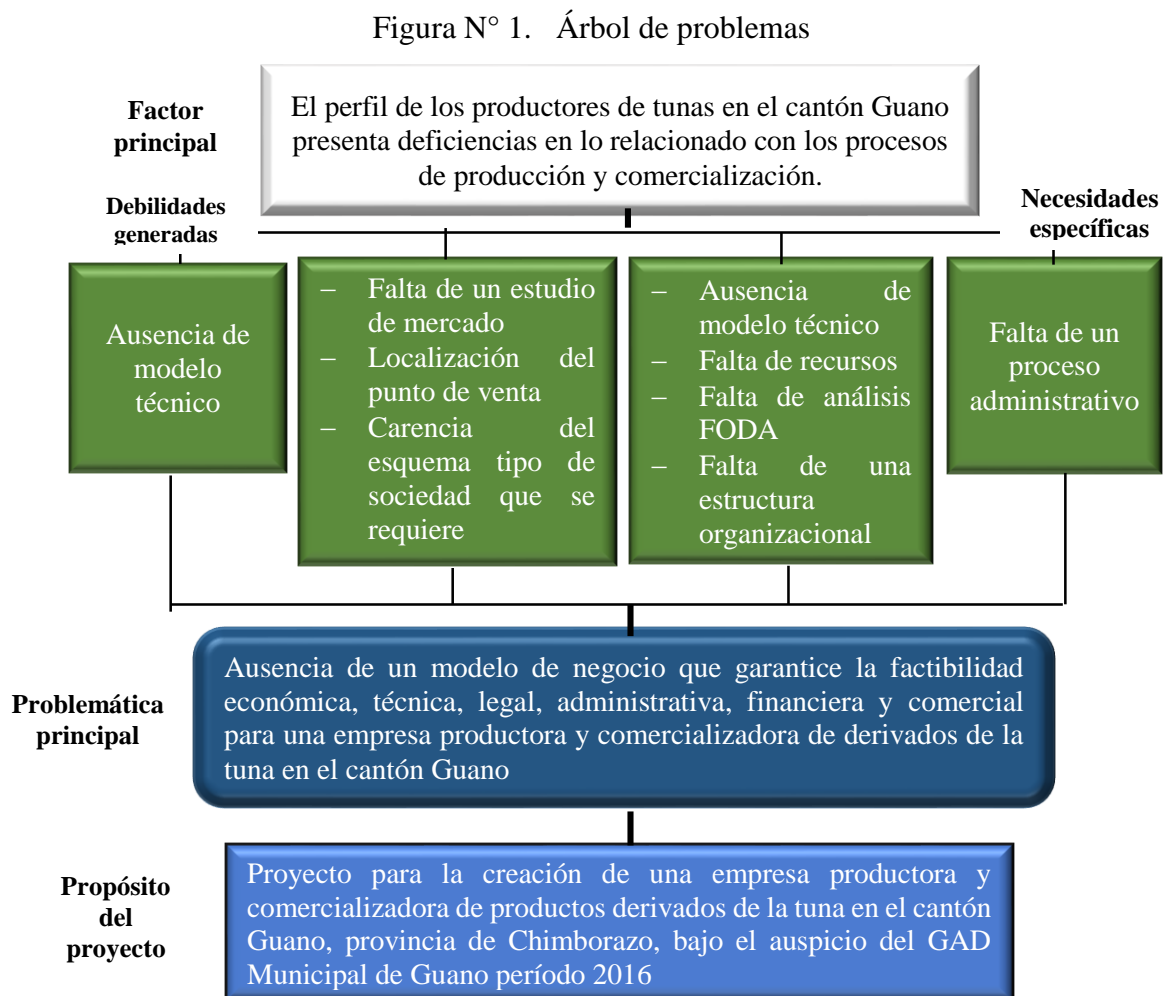 Figura N° 1. Árbol de problemas
Factor
principal
El perfil de los productores de tunas en el cantón Guano
presenta deficiencias en lo relacionado con los procesos
de producción y comercialización.
Debilidades
generadas
Necesidades
específicas
Ausencia de
modelo
técnico
– Falta de un estudio
de mercado
– Localización del
punto de venta
– Carencia del
esquema tipo de
sociedad que se
requiere
– Ausencia de
modelo técnico
– Falta de recursos
– Falta de análisis
FODA
– Falta de una
estructura
organizacional
Falta de un
proceso
administrativo
Problemática
principal
Ausencia de un modelo de negocio que garantice la factibilidad
económica, técnica, legal, administrativa, financiera y comercial
para una empresa productora y comercializadora de derivados de la
tuna en el cantón Guano
Propósito
del
proyecto
Proyecto para la creación de una empresa productora y
comercializadora de productos derivados de la tuna en el cantón
Guano, provincia de Chimborazo, bajo el auspicio del GAD
Municipal de Guano período 2016